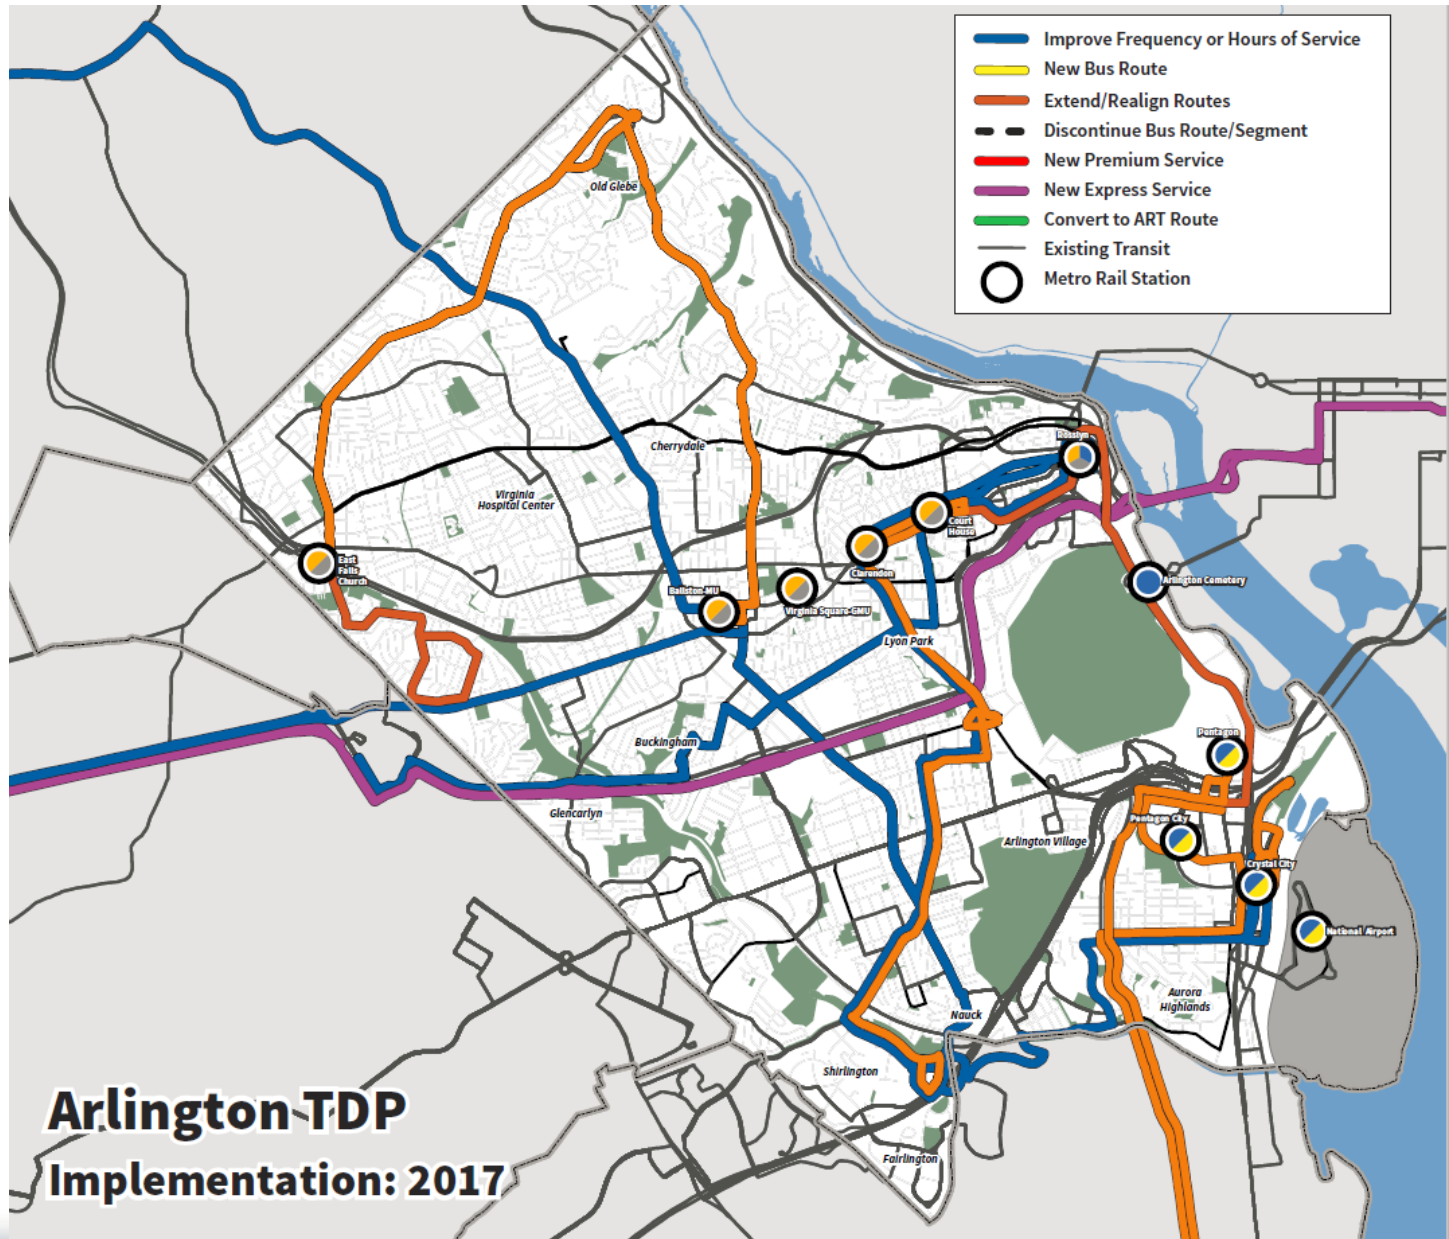 Improve Frequency or Hours of Service
New Bus Route
Extend/Realign Routes
Discontinue Bus Route/Segment
New Premium Service
New Express Service
Convert to ART Route
Existing Transit
Metro Rail Station
Old Glebe
Rosslyn
Cherrydale
Virginia
Hospital Center
Court
House
East
Falls
Church
Clarendon
Arlington Cemetery
Ballston-MU
Virginia Square-GMU
Lyon Park
Pentagon
Buckingham
Glencarlyn
Pentagon City
Arlington Village
Crystal City
National Airport
Aurora
Highlands
Nauck
Shirlington
Fairlington
Arlington TDP
Implementation: 2017